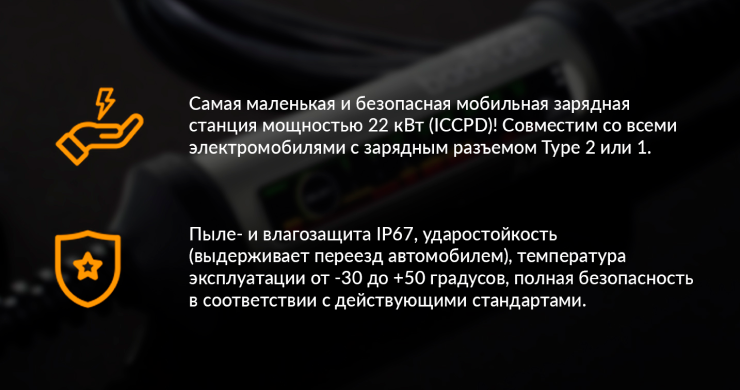 Самая маленькая и безопасная мобильная зарядная
станция мощностью 22 кВт (ICCPD)! Совместим со всеми
электромобилями с зарядным разъемом Type 2 или 1.
Пыле- и влагозащита IP67, ударостойкость
(выдерживает переезд автомобилем), температура
эксплуатации от -30 до +50 градусов, полная безопасность
в соответствии с действующими стандартами.